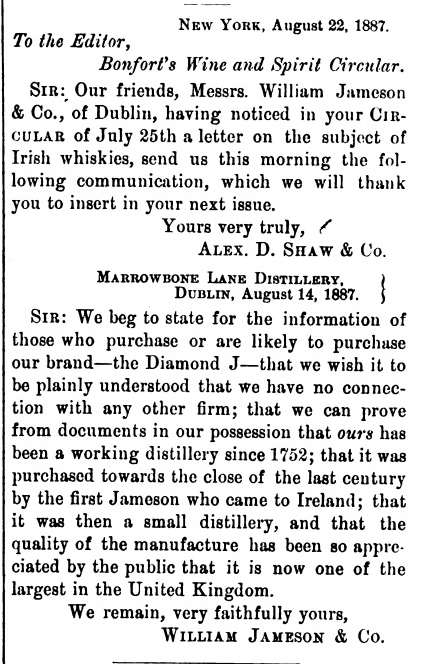 NEW YORK, August 22, 1887.
To the Editor,
Bonfort's Wine and Spirit Circular.
SIR: Our friends, Messrs. William Jameson
& Co., of Dublin, having noticed in your CIR-
CULAR of July 25th a letter on the subject of
Irish whiskies, send us this morning the fol-
lowing communication, which we will thank
you to insert in your next issue.
Yours very truly,
ALEX. D. SHAW & Co.
MARROWBONE LANE DISTILLERY,
DUBLIN, August 14, 1887. }
SIR: We beg to state for the information of
those who purchase or are likely to purchase
our brand—the Diamond J—that we wish it to
be plainly understood that we have no connec-
tion with any other firm; that we can prove
from documents in our possession that ours has
been a working distillery since 1752; that it was
purchased towards the close of the last century
by the first Jameson who came to Ireland; that
it was then a small distillery, and that the
quality of the manufacture has been so appre-
ciated by the public that it is now one of the
largest in the United Kingdom.
We remain, very faithfully yours,
WILLIAM JAMESON & Co.